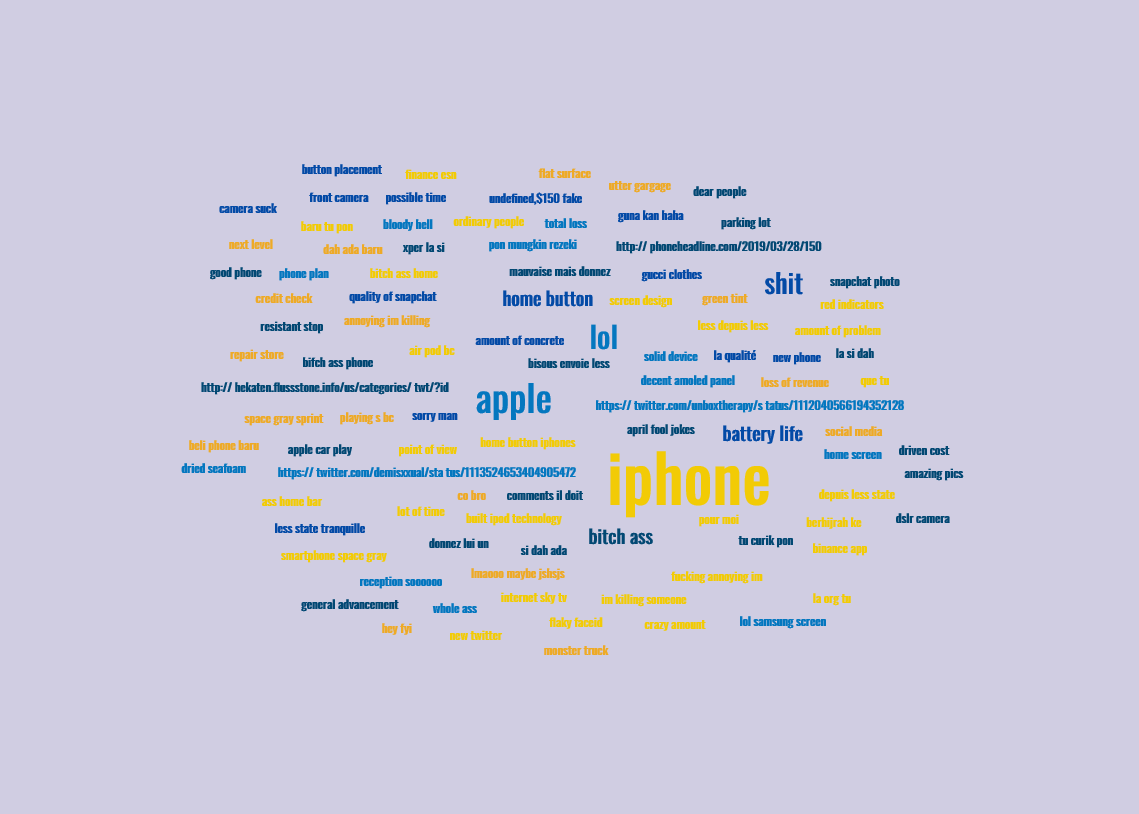 button placement
finance esa
flat surface
utter gargage
dear people
front camera
possible time
undefined,$150 fake
camera suck
guna kan haha
haru tu pon
bloody hell
ordinary people
total loss
parking lot
next level
dah ada baru
xper la si
pon mungkin rezeki
http:// phoneheadline.com/2019/03/28/150
good phone
phone plan
bitch ass home
mauvaise mais donnez
gucci clothes
shit
snapchat photo
credit check
quality of snapchat
home button
screen design
green tint
red indicators
resistant stop
annoying im killing
lol
less depois less
amount of problem
amount of concrete
repair store
bifch ass phone
air pod bc
bisous envoie less
solid device
la qualité
new phone
la si dah
http:// hekaten.flussstone.info/us/categories/ twt/?id
apple
decent amoled panel
loss of revenue
que tu
https:// twitter.com/unboxtherapy/s tatus/1112040566194352128
space gray sprint
playing s bc
sorry man
april fool jokes
battery life
social media
beli phone haru
apple car play
point of view
home button iphones
driven cost
home screen
dried seafoam
https:// twitter.com/demisxxual/sta tus/1113524653404905472
iphone
amazing pics
ass home bar
co bro
comments il doit
depois less state
lot of time
built ipod technology
pour moi
berhijrah ke
dslr camera
less state tranquille
bitch ass
tu curik pon
donnez lui un
si dah ada
binance app
smartphone space gray
lmaooo maybe jshsjs
fucking annoying im
reception soooooo
internet sky tv
im killing someone
la org tu
general advancement
whole ass
hey fyi
new twitter
flaky faceid
crazy amount
lol samsung screen
monster truck